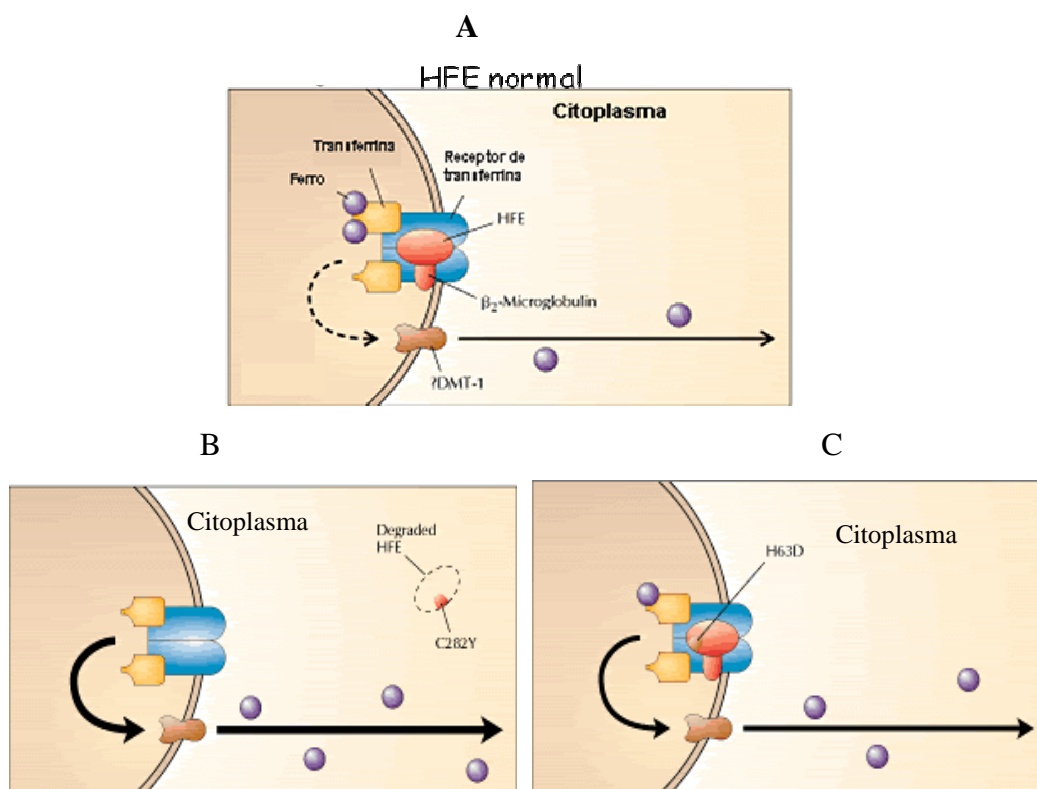 A
HFE normal
Citoplasma
Transferrina
Receptor de
transferrina
Ferro
HFE
β2-Microglobulin
?DMT-1
B
C
Citoplasma
Degraded
HFE
C282Y
Citoplasma
H63D